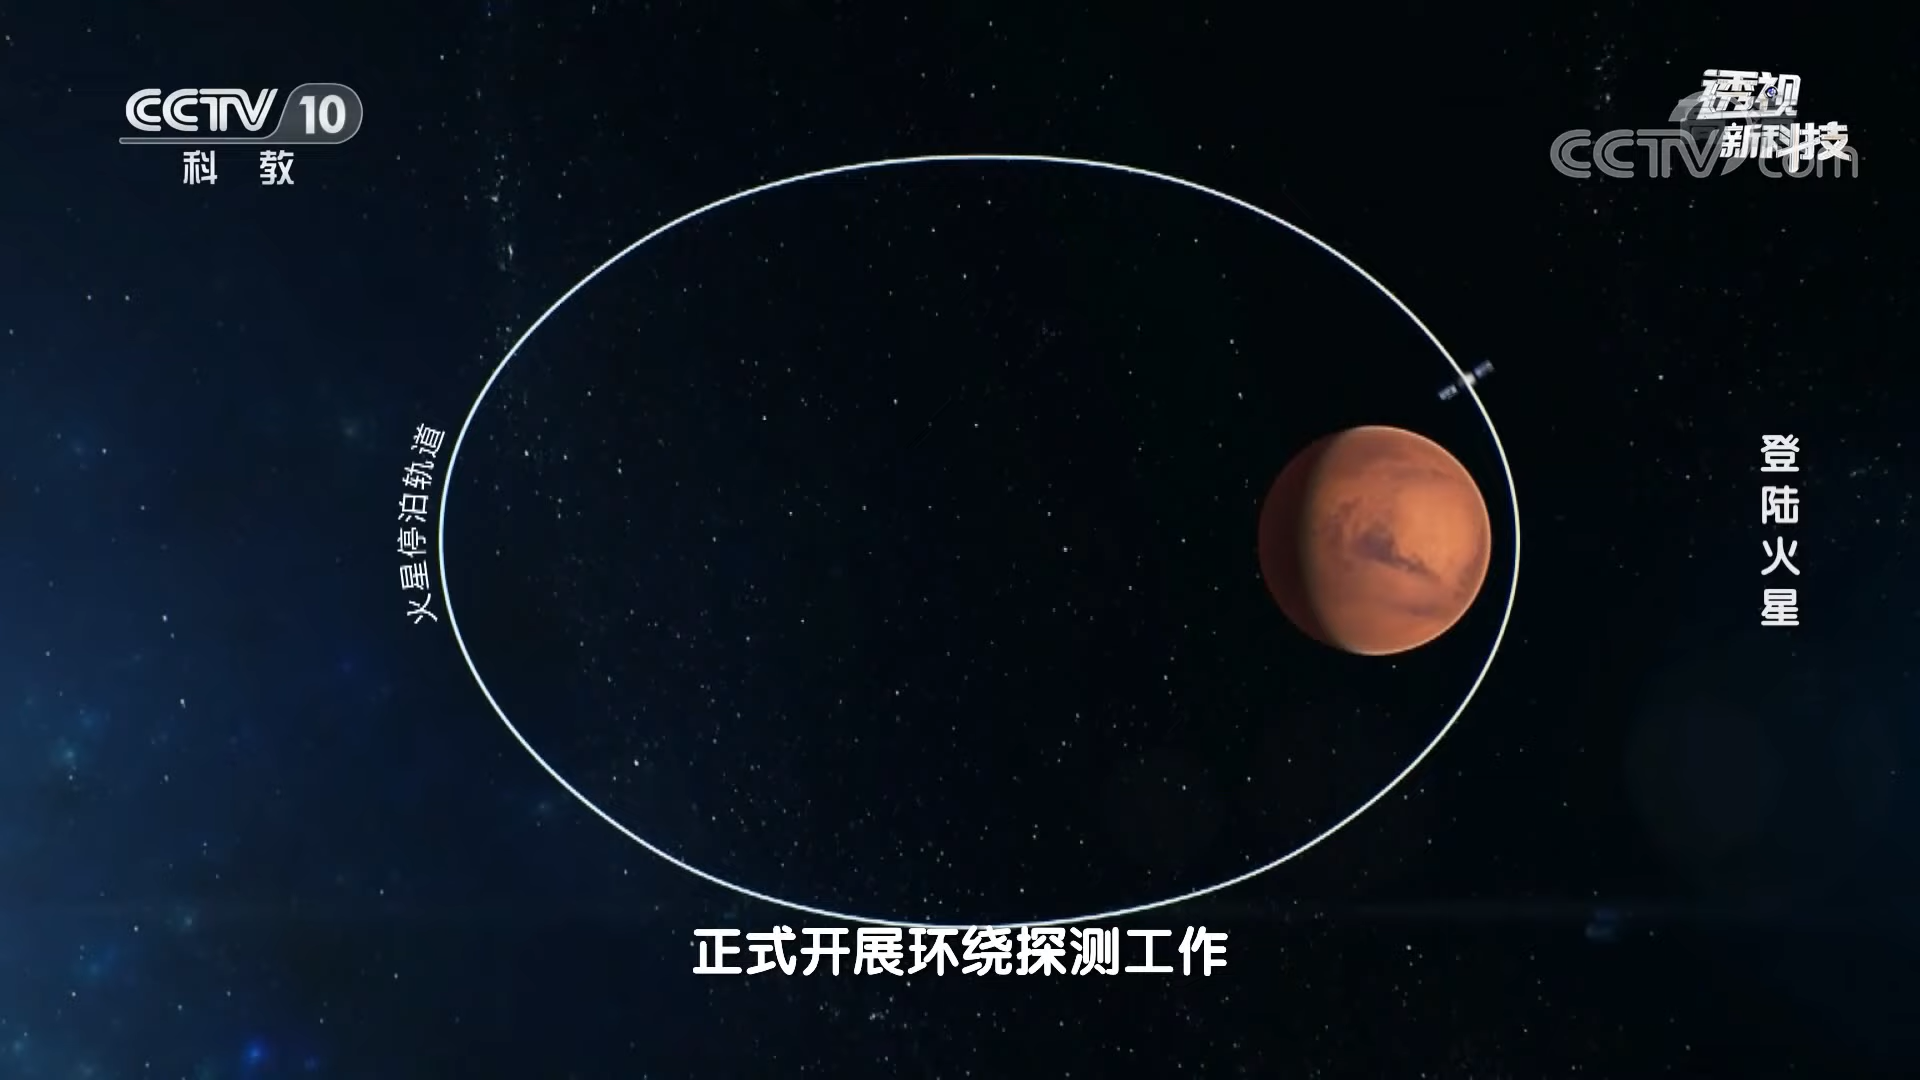 CCTV 10
科 教
透视
新科技
CCTV.com
火星停泊轨道
登陆火星
正式开展环绕探测工作